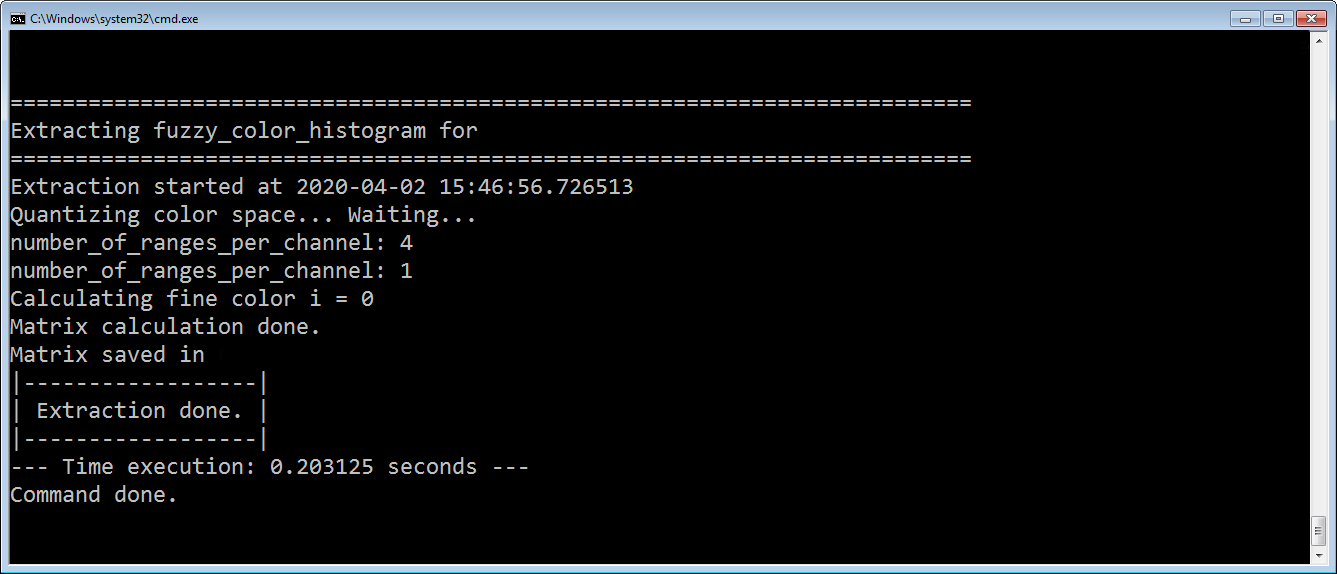 C:\Windows\system32\cmd.exe
==========================================================================
Extracting fuzzy_color_histogram for
==========================================================================
Extraction started at 2020-04-02 15:46:56.726513
Quantizing color space... Waiting...
number_of_ranges_per_channel: 4
number_of_ranges_per_channel: 1
Calculating fine color i = 0
Matrix calculation done.
Matrix saved in
|------------------|
| Extraction done. |
|------------------|
--- Time execution: 0.203125 seconds ---
Command done.